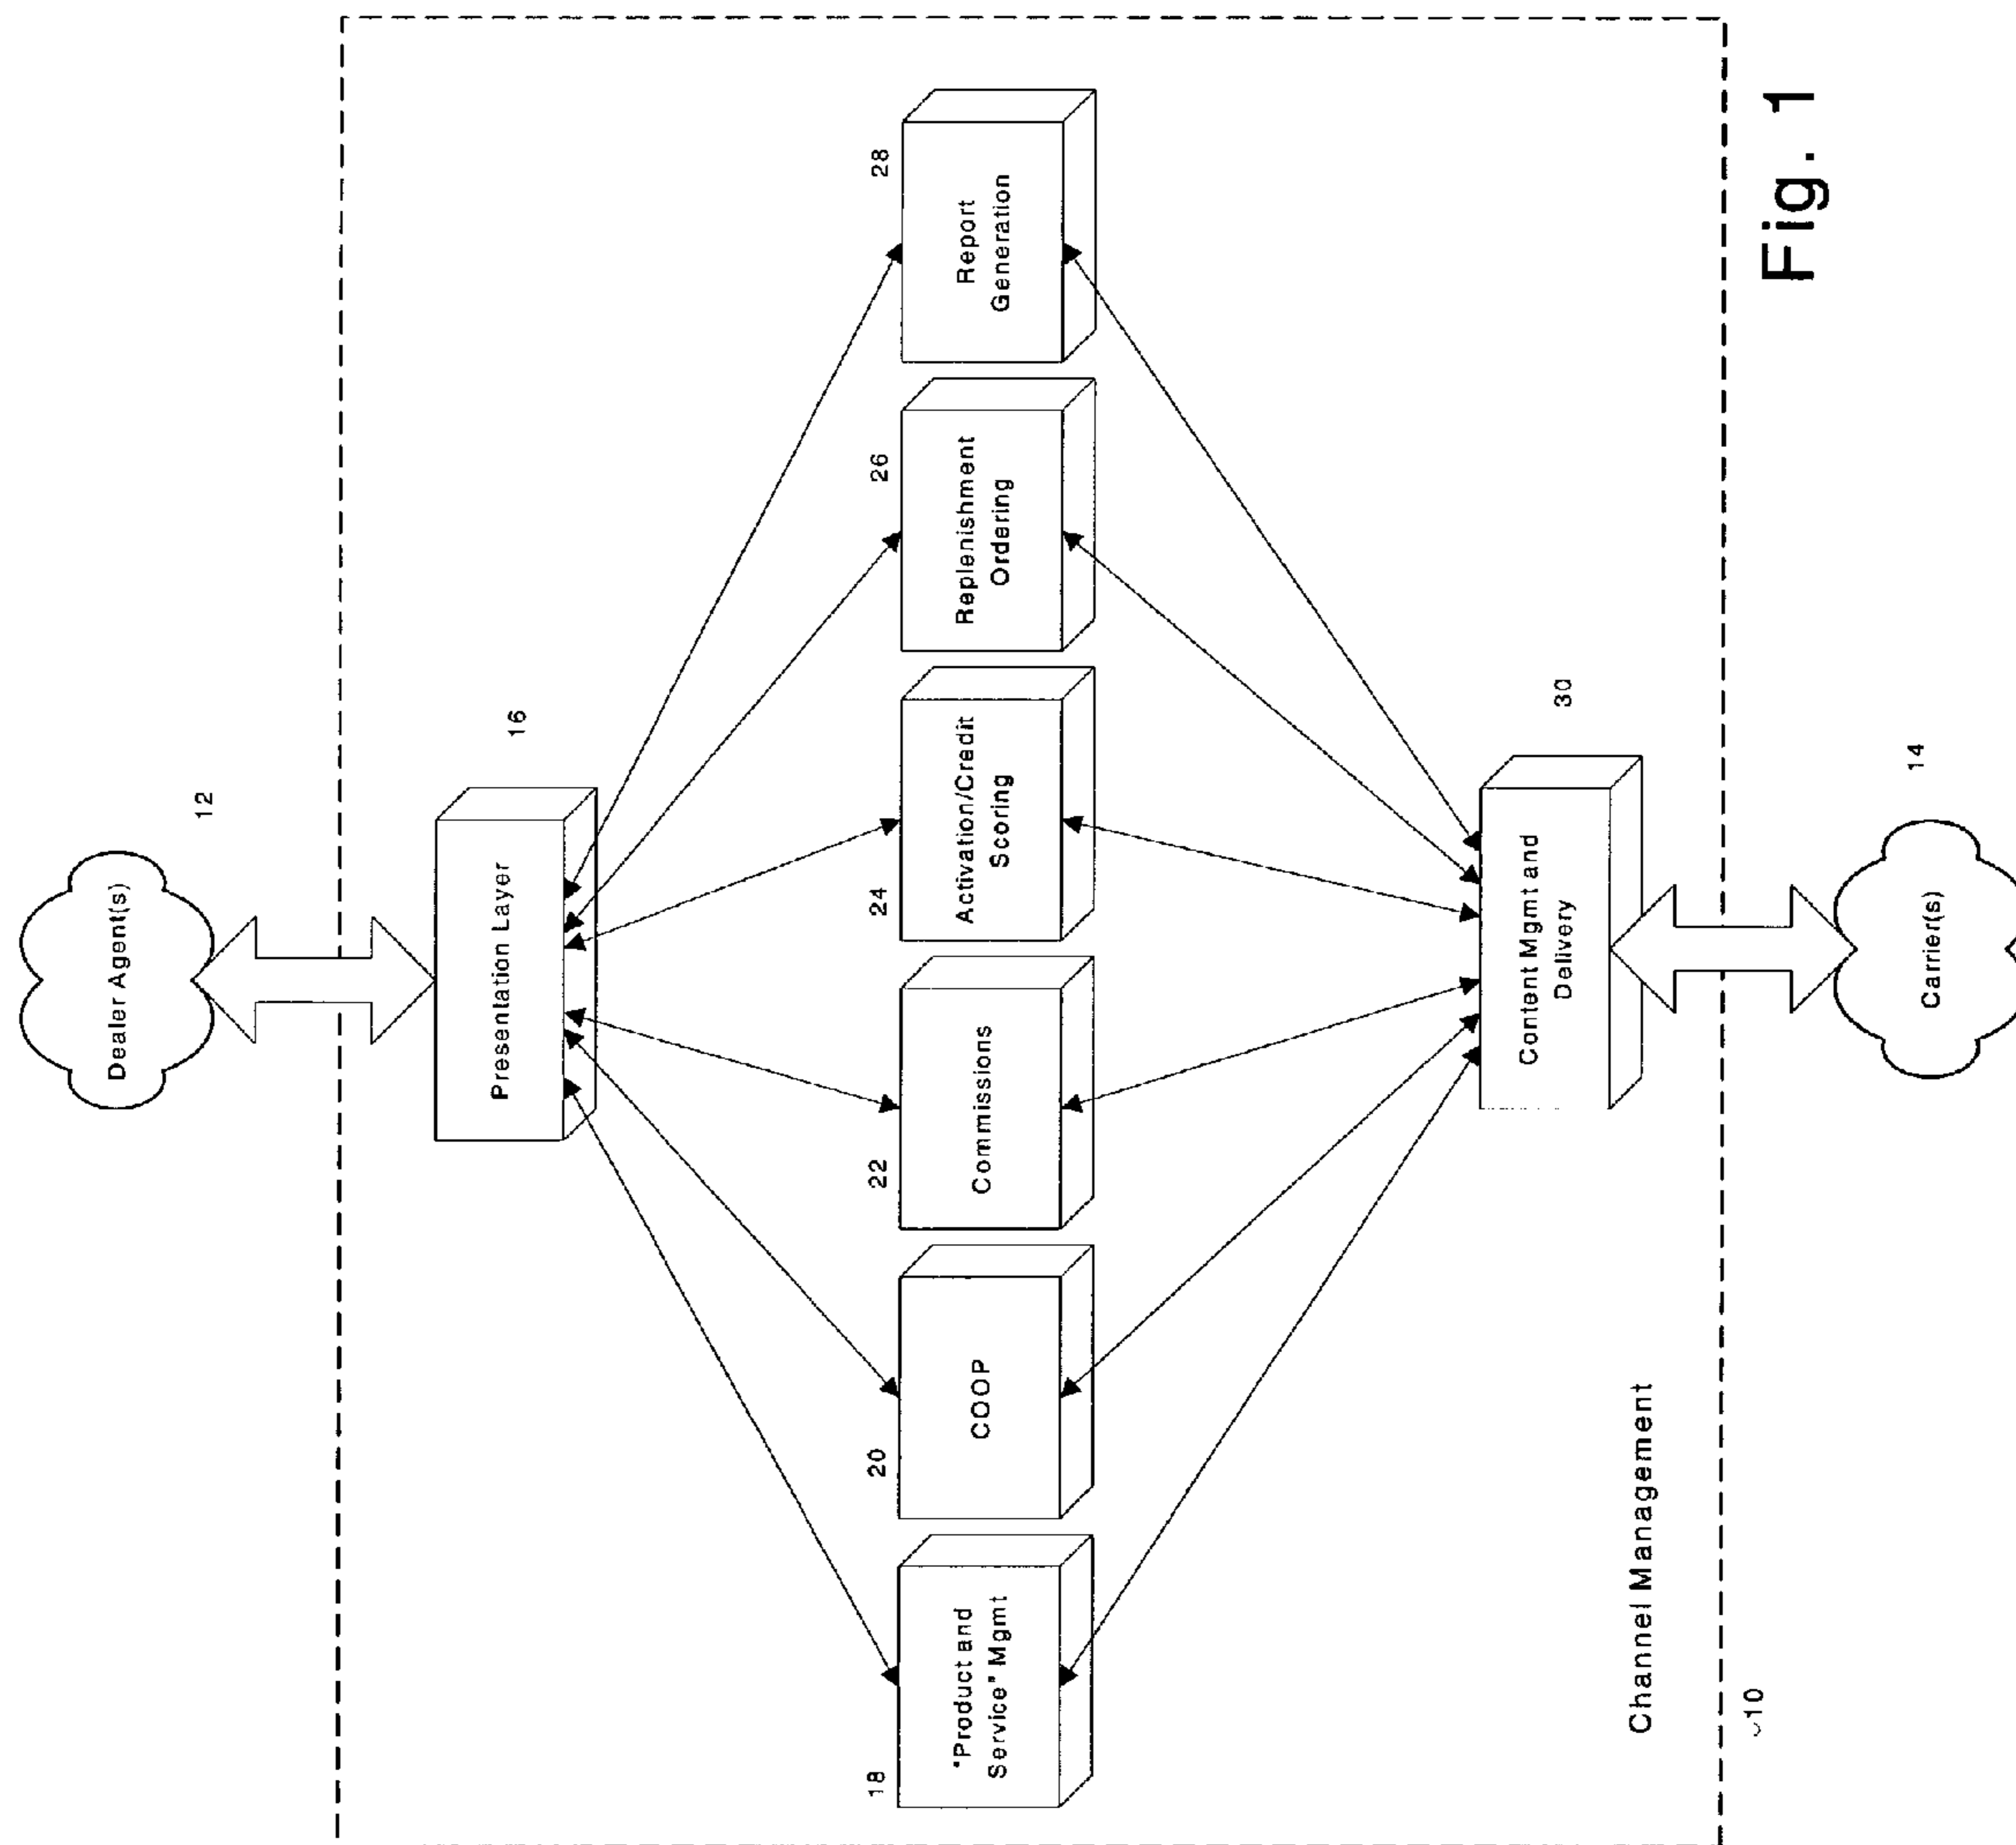 Dealer Agent(s)
12
Presentation Layer
16
18
"Product and
Service" Mgmt
20
COOP
22
Commissions
24
Activation/Credit
Scoring
26
Replenishment
Ordering
28
Report
Generation
Content Mgmt and
Delivery
30
Channel Management
10
Carrier(s)
14
Fig. 1